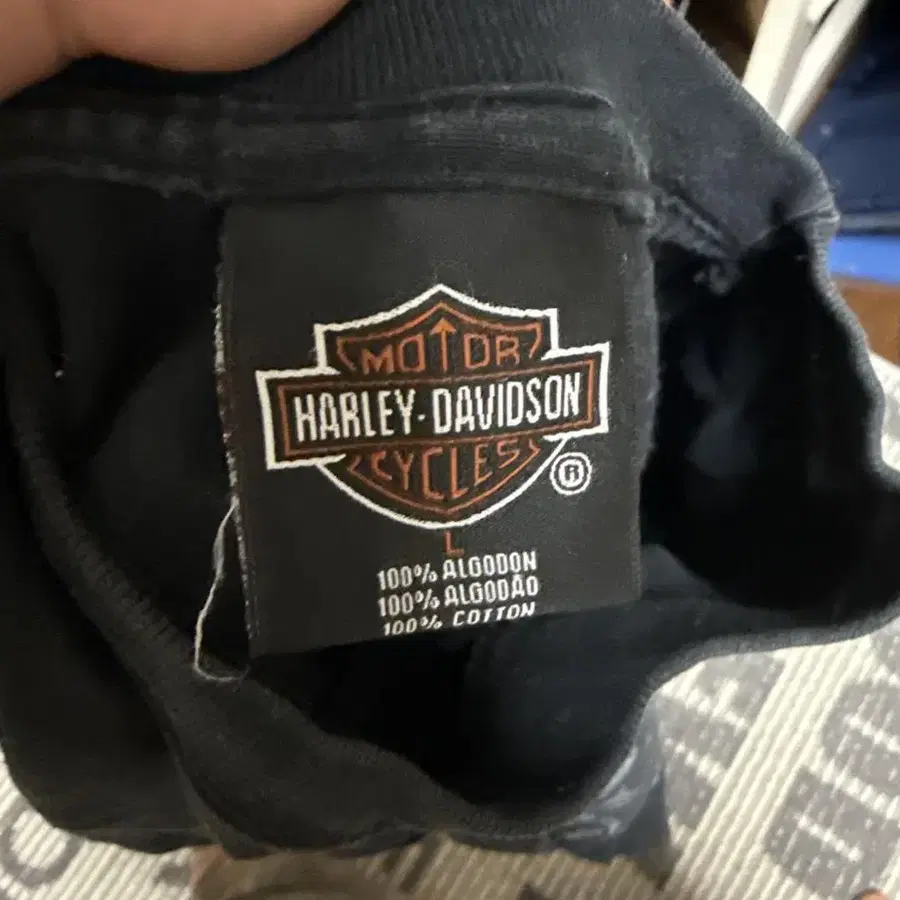 MOTOR
HARLEY-DAVIDSON
CYCLES
®
L
100% ALGODON
100% ALGODÃO
100% COTTON